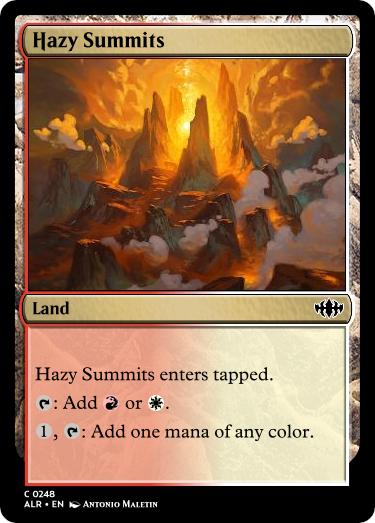 Hazy Summits
Land
Hazy Summits enters tapped.
: Add or .
1, : Add one mana of any color.
C 0248
ALR • EN Antonio Maletin